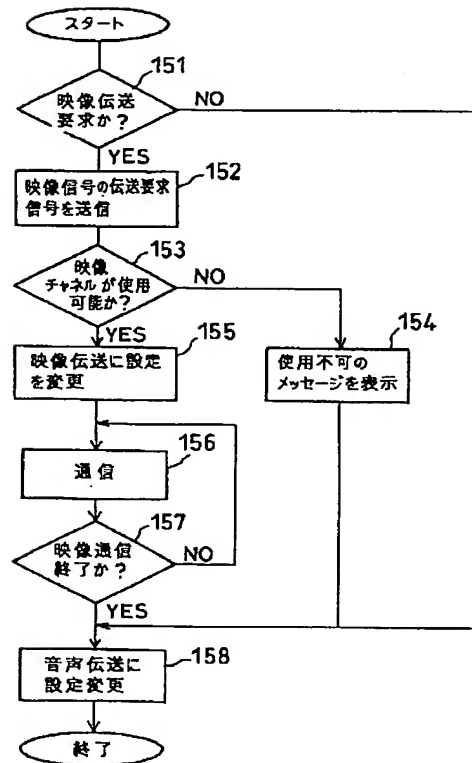 スタート
151
映像伝送
要求か?
NO
YES
152
映像信号の伝送要求
信号を送信
153
映像
チャネルが使用
可能か?
NO
YES
155
映像伝送に設定
を変更
154
使用不可の
メッセージを表示
156
通信
157
映像通信
終了か?
NO
YES
158
音声伝送に
設定変更
終了